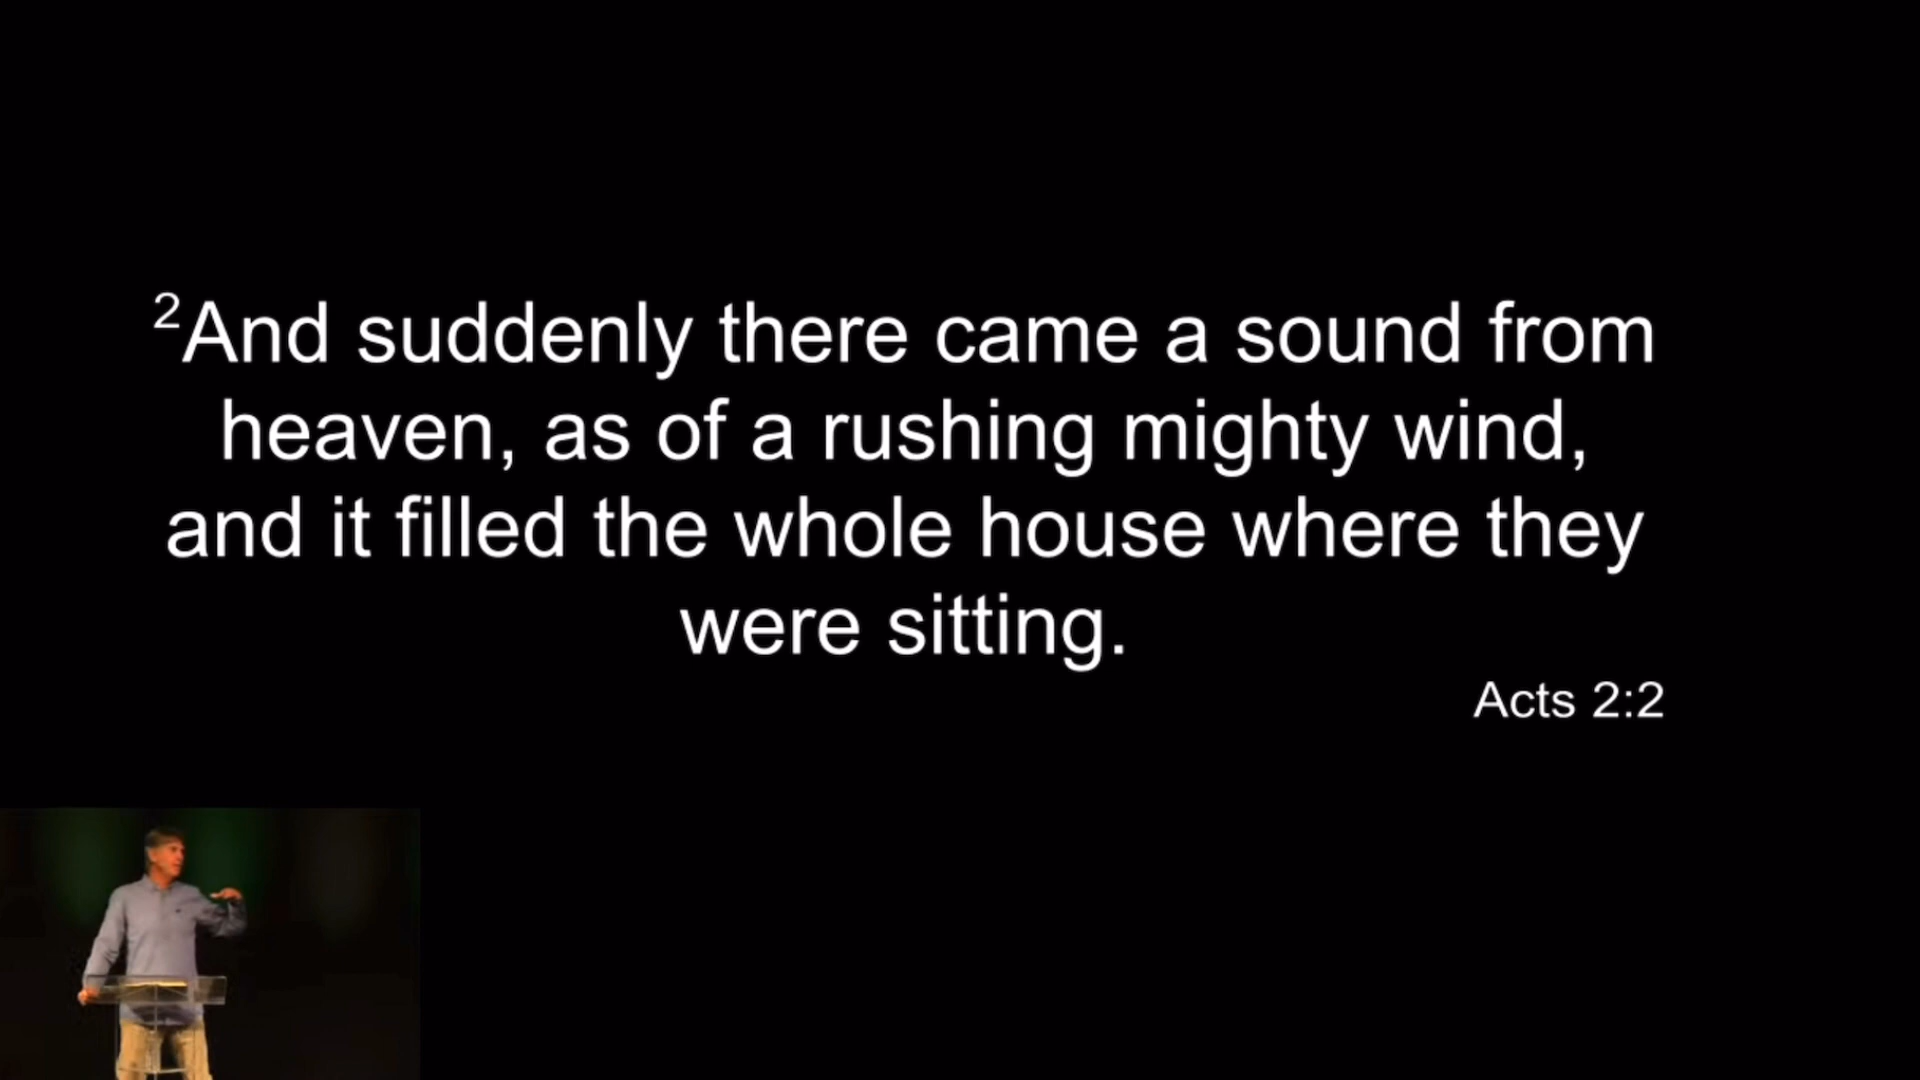 ²And suddenly there came a sound from
heaven, as of a rushing mighty wind,
and it filled the whole house where they
were sitting.
Acts 2:2